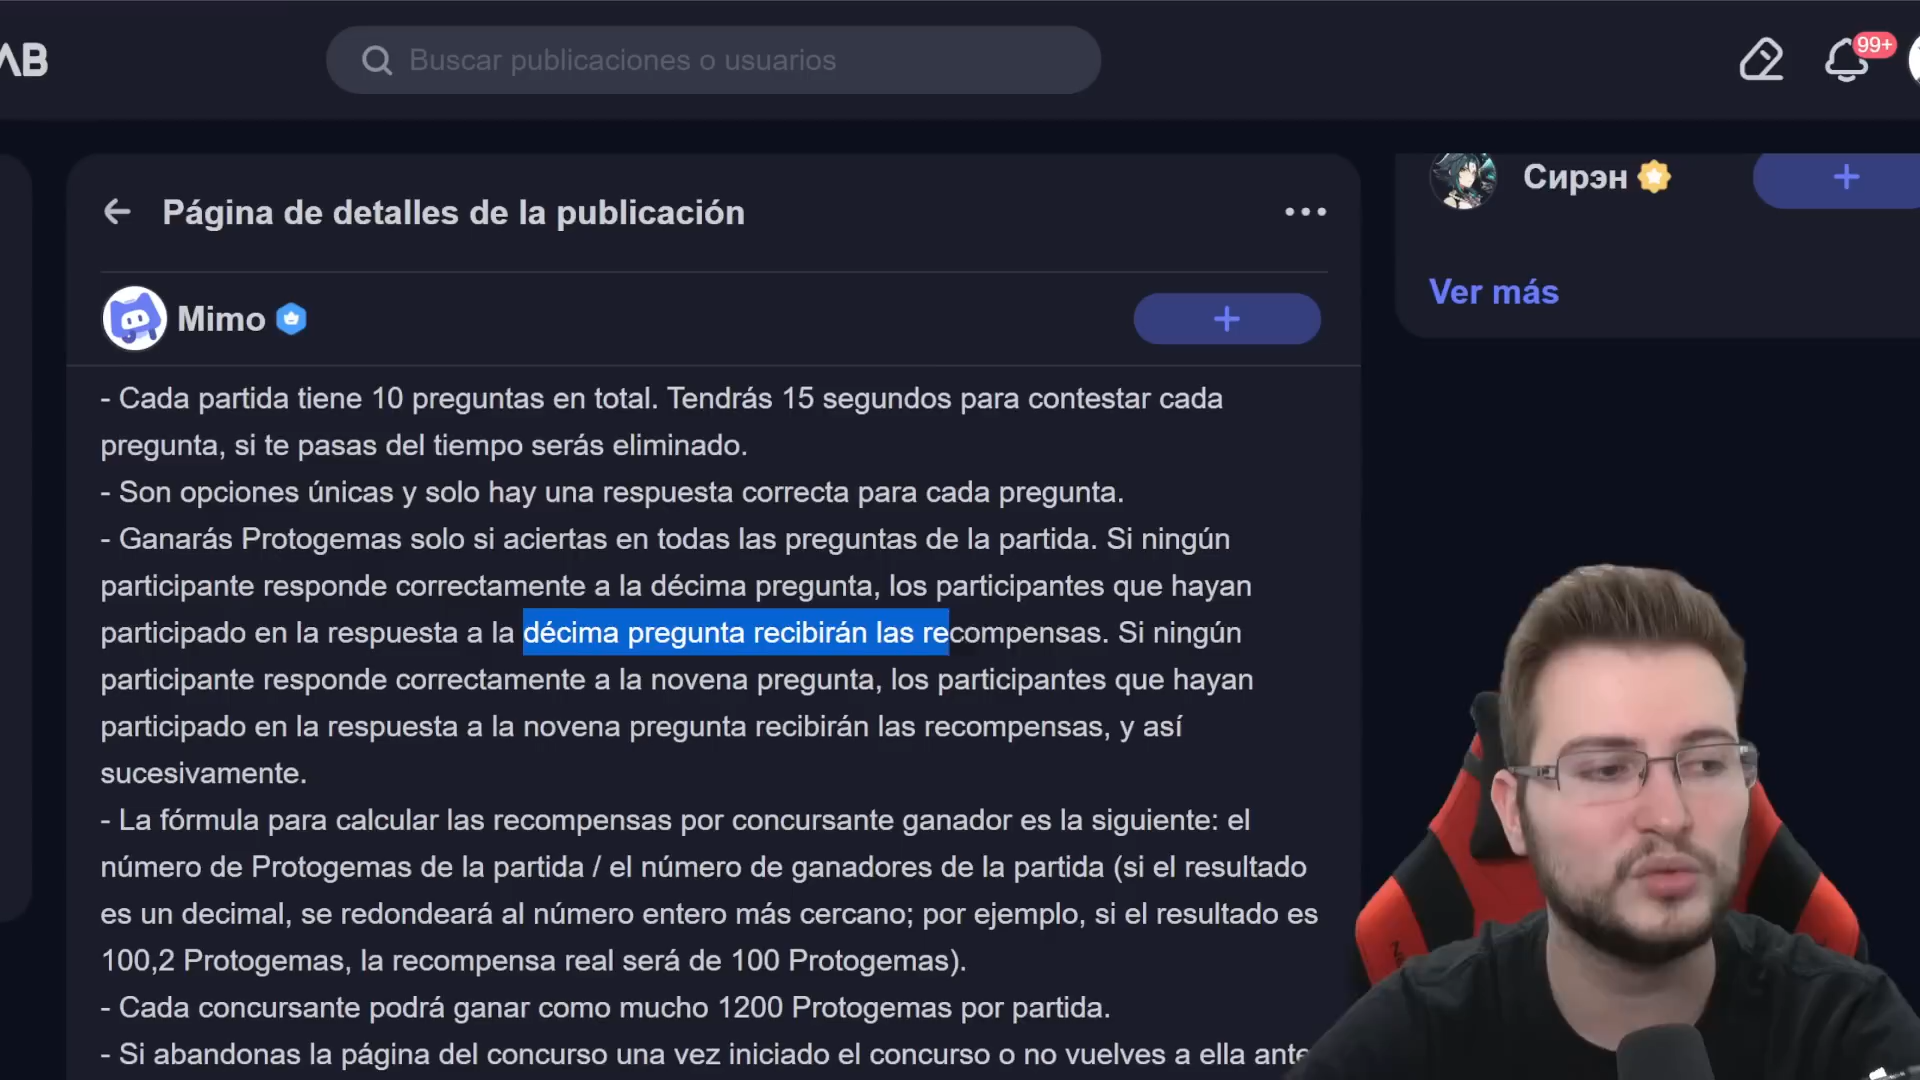 AB
Buscar publicaciones o usuarios
99+
Página de detalles de la publicación
Сирэн
Ver más
Mimo
- Cada partida tiene 10 preguntas en total. Tendrás 15 segundos para contestar cada
pregunta, si te pasas del tiempo serás eliminado.
- Son opciones únicas y solo hay una respuesta correcta para cada pregunta.
- Ganarás Protogemas solo si aciertas en todas las preguntas de la partida. Si ningún
participante responde correctamente a la décima pregunta, los participantes que hayan
participado en la respuesta a la décima pregunta recibirán las recompensas. Si ningún
participante responde correctamente a la novena pregunta, los participantes que hayan
participado en la respuesta a la novena pregunta recibirán las recompensas, y así
sucesivamente.
- La fórmula para calcular las recompensas por concursante ganador es la siguiente: el
número de Protogemas de la partida / el número de ganadores de la partida (si el resultado
es un decimal, se redondeará al número entero más cercano; por ejemplo, si el resultado es
100,2 Protogemas, la recompensa real será de 100 Protogemas).
- Cada concursante podrá ganar como mucho 1200 Protogemas por partida.
- Si abandonas la página del concurso una vez iniciado el concurso o no vuelves a ella ante